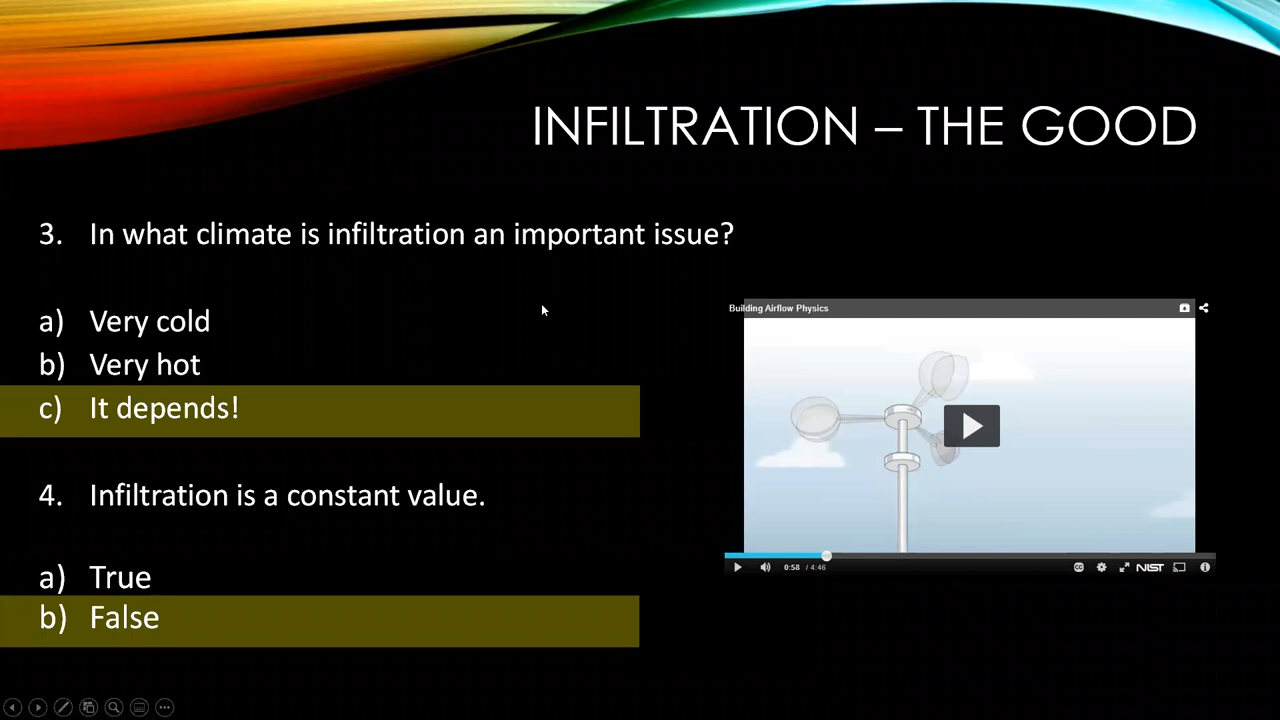 INFILTRATION – THE GOOD
3. In what climate is infiltration an important issue?
a) Very cold
b) Very hot
c) It depends!
4. Infiltration is a constant value.
a) True
b) False
Building Airflow Physics
0:58 / 4:46
CC
NIST